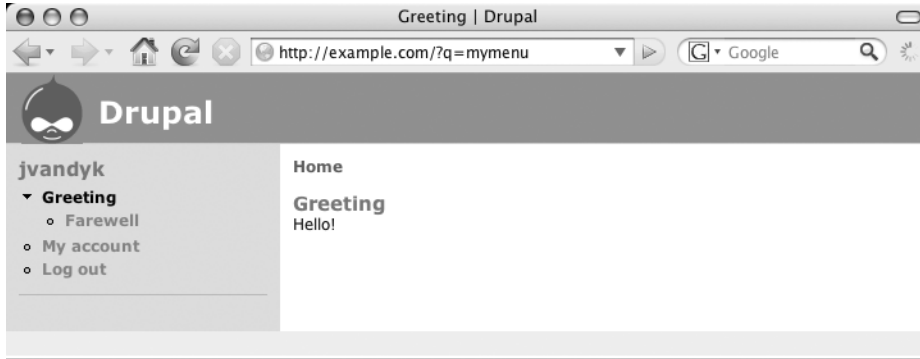 Greeting | Drupal
http://example.com/?q=mymenu
G Google
Drupal
jvandyk
Greeting
Farewell
My account
Log out
Home
Greeting
Hello!